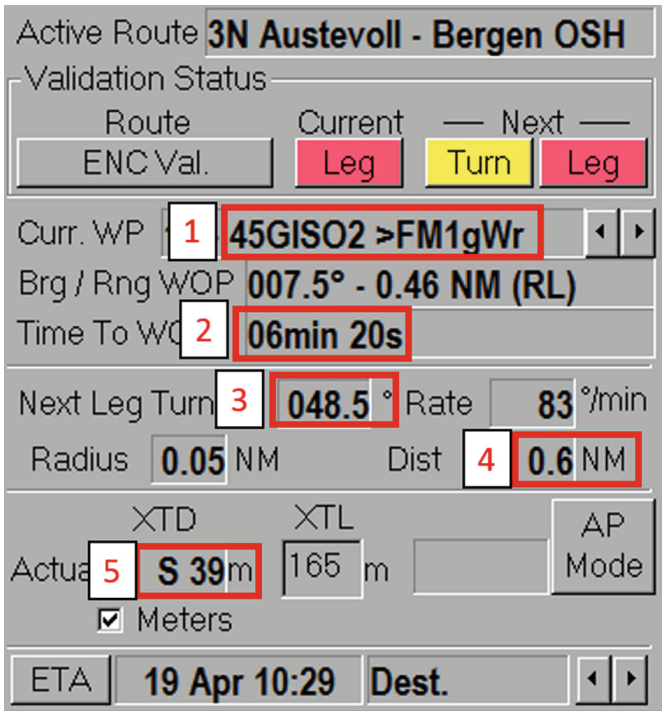 Active Route 3N Austevoll - Bergen OSH
Validation Status
Route Current Next
ENC Val. Leg Turn Leg
Curr. WP 1 45GISO2 >FM1gWr
Brg / Rng WOP 007.5° - 0.46 NM (RL)
Time To WO 2 06min 20s
Next Leg Turn 3 048.5 ° Rate 83 °/min
Radius 0.05 NM Dist 4 0.6 NM
XTD XTL
Actua 5 S 39 m 165 m
AP Mode
Meters
ETA 19 Apr 10:29 Dest.